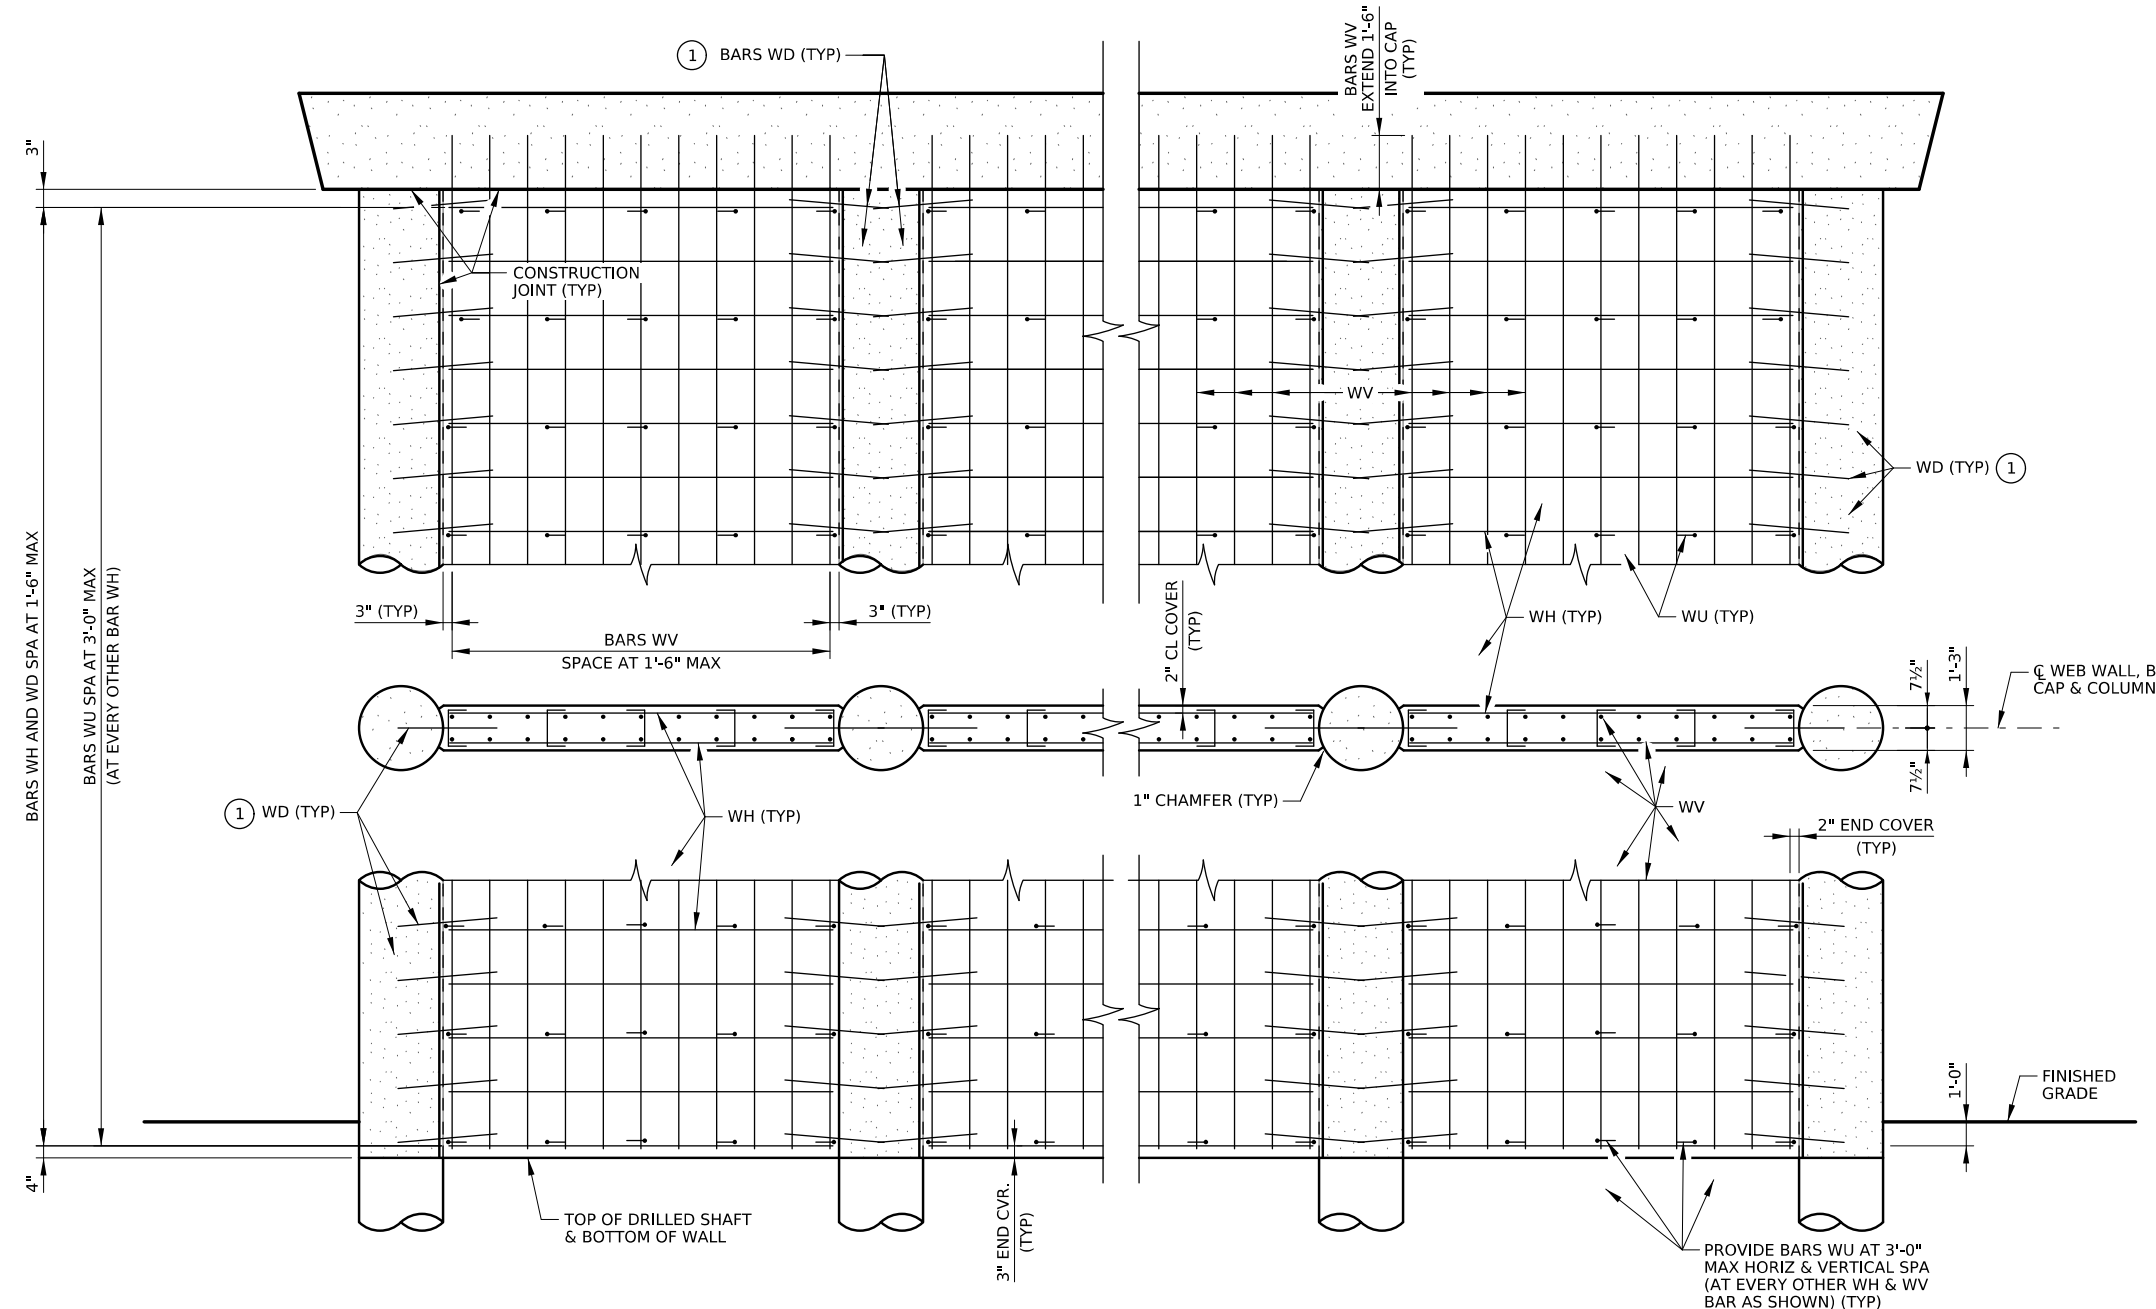 BARS WV
EXTEND 1'-6"
INTO CAP
(TYP)
1 BARS WD (TYP)
3"
CONSTRUCTION
JOINT (TYP)
WV
WD (TYP) 1
BARS WH AND WD SPA AT 1'-6" MAX
BARS WU SPA AT 3'-0" MAX
(AT EVERY OTHER BAR WH)
3" (TYP)
3" (TYP)
BARS WV
SPACE AT 1'-6" MAX
2" CL COVER
(TYP)
WH (TYP)
WU (TYP)
7½"
1'-3"
7½"
℄ WEB WALL, B
CAP & COLUMN
1 WD (TYP)
WH (TYP)
1" CHAMFER (TYP)
WV
2" END COVER
(TYP)
1'-0"
FINISHED
GRADE
4"
TOP OF DRILLED SHAFT
& BOTTOM OF WALL
3" END CVR.
(TYP)
PROVIDE BARS WU AT 3'-0"
MAX HORIZ & VERTICAL SPA
(AT EVERY OTHER WH & WV
BAR AS SHOWN) (TYP)